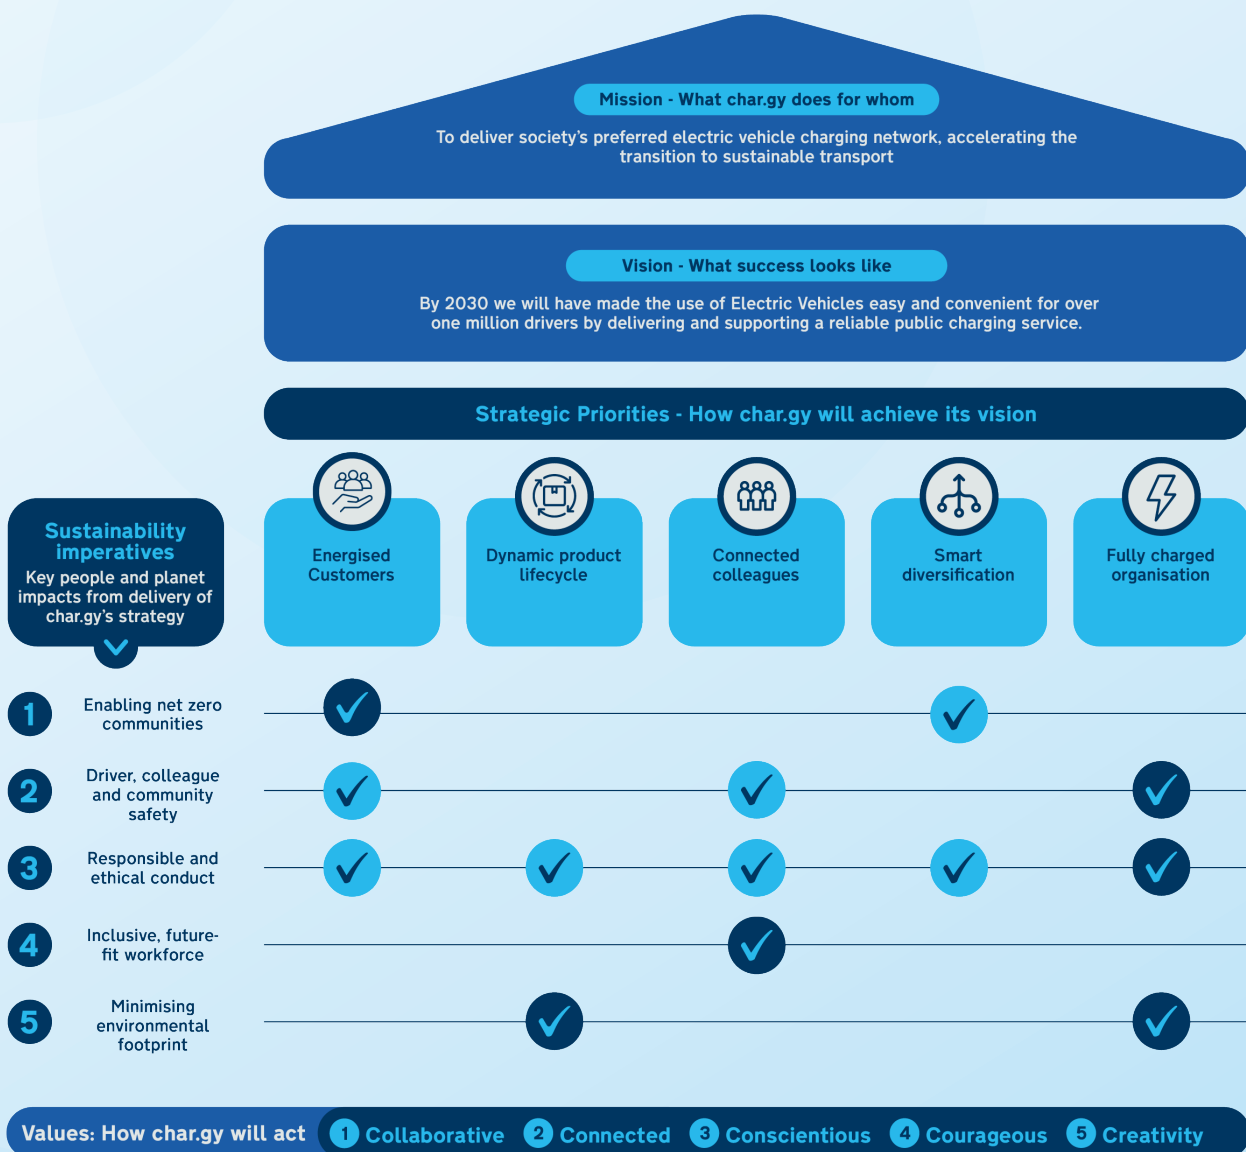 Mission - What char.gy does for whom
To deliver society's preferred electric vehicle charging network, accelerating the
transition to sustainable transport
Vision - What success looks like
By 2030 we will have made the use of Electric Vehicles easy and convenient for over
one million drivers by delivering and supporting a reliable public charging service.
Strategic Priorities - How char.gy will achieve its vision
Sustainability
imperatives
Key people and planet
impacts from delivery of
char.gy's strategy
Energised
Customers
Dynamic product
lifecycle
Connected
colleagues
Smart
diversification
Fully charged
organisation
1
Enabling net zero
communities
2
Driver, colleague
and community
safety
3
Responsible and
ethical conduct
4
Inclusive, future-
fit workforce
5
Minimising
environmental
footprint
Values: How char.gy will act
1 Collaborative
2 Connected
3 Conscientious
4 Courageous
5 Creativity